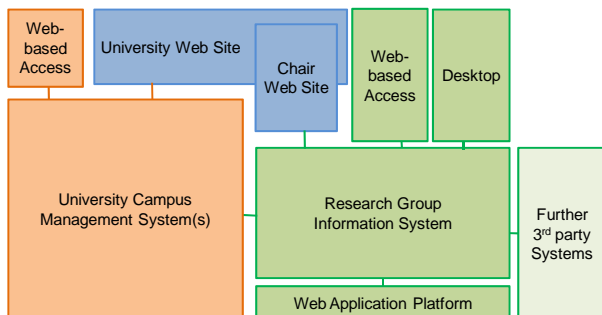 Web-
based
Access
University Web Site
Chair
Web Site
Web-
based
Access
Desktop
University Campus
Management System(s)
Research Group
Information System
Further
3rd party
Systems
Web Application Platform